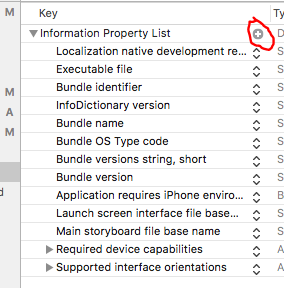 Key
Ty
M
Information Property List
D
Localization native development re...
S
Executable file
S
Bundle identifier
S
M
InfoDictionary version
S
A
Bundle name
S
M
Bundle OS Type code
S
Bundle versions string, short
S
Bundle version
S
d
Application requires iPhone enviro...
B
Launch screen interface file base...
S
Main storyboard file base name
S
Required device capabilities
A
Supported interface orientations
A